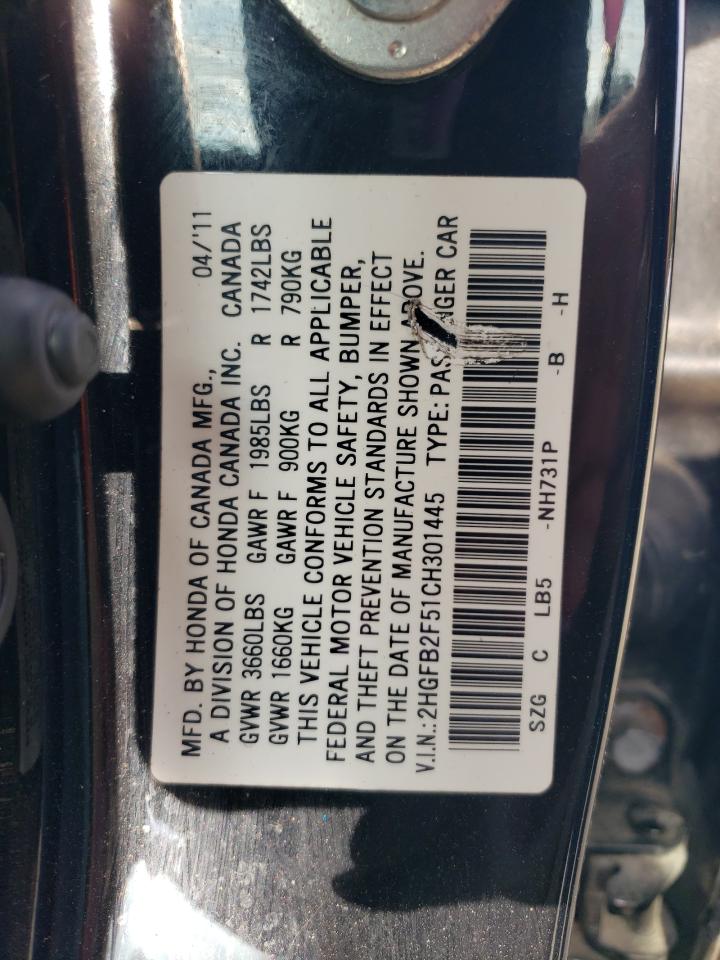 MFD. BY HONDA OF CANADA MFG., 04/'11
A DIVISION OF HONDA CANADA INC. CANADA
GVWR 3660LBS GAWR F 1985LBS R 1742LBS
GVWR 1660KG GAWR F 900KG R 790KG
THIS VEHICLE CONFORMS TO ALL APPLICABLE
FEDERAL MOTOR VEHICLE SAFETY, BUMPER,
AND THEFT PREVENTION STANDARDS IN EFFECT
ON THE DATE OF MANUFACTURE SHOWN ABOVE.
V.I.N.:2HGFB2F51CH301445 TYPE: CAR
SZG C LB5 -NH731P -B -H